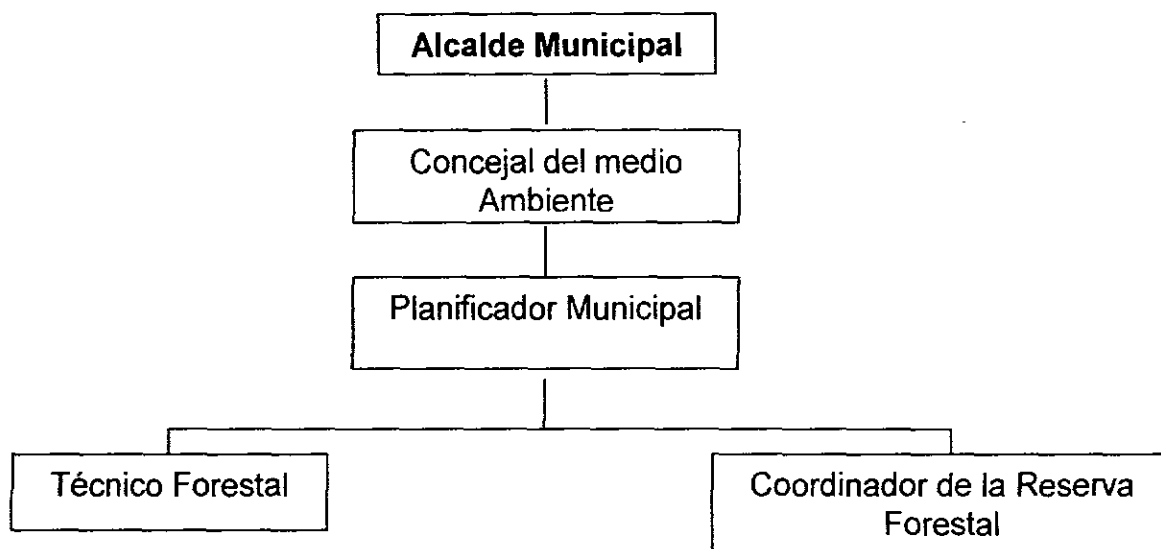 Alcalde Municipal
Concejal del medio
Ambiente
Planificador Municipal
Técnico Forestal
Coordinador de la Reserva
Forestal